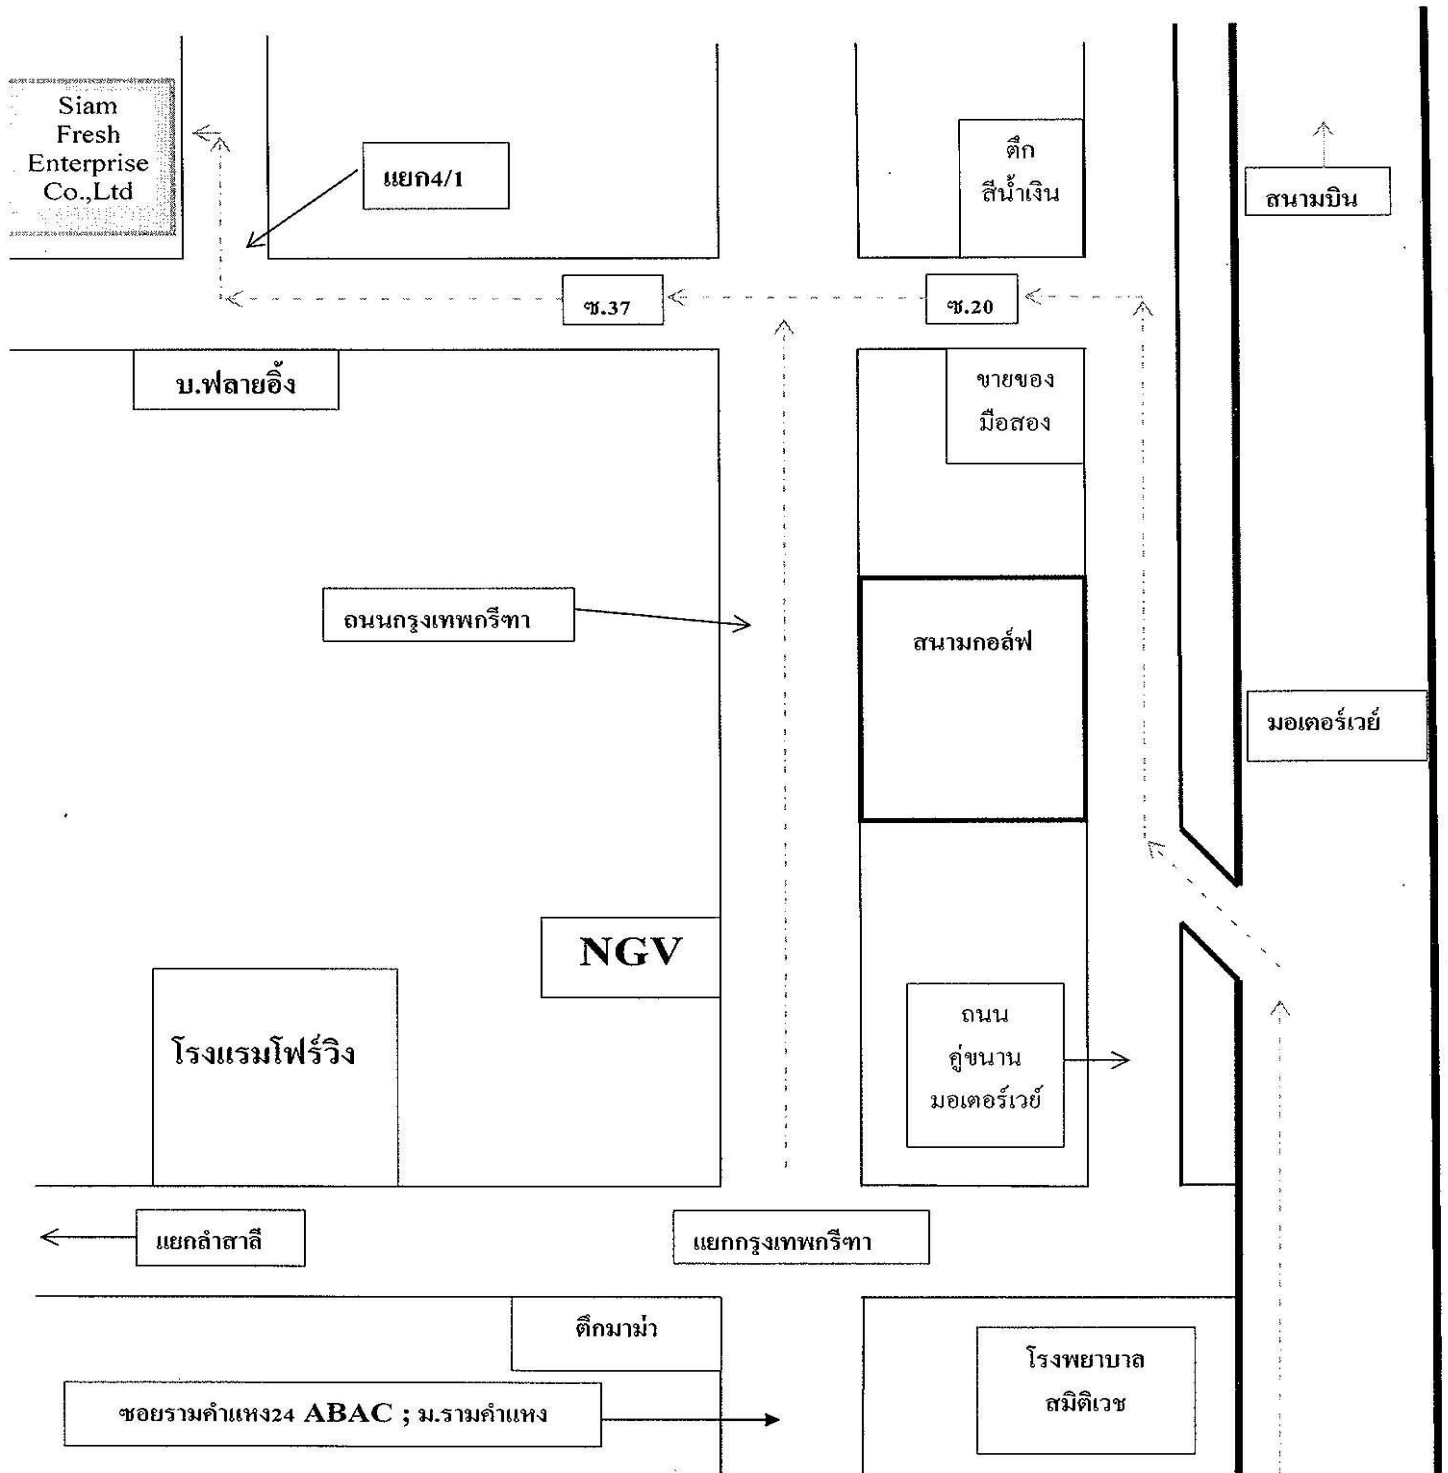 Siam
Fresh
Enterprise
Co.,Ltd
แยก4/1
ตึก
สีน้ำเงิน
สนามบิน
ซ.37
ซ.20
บ.ฟลายอิ้ง
ขายของ
มือสอง
ถนนกรุงเทพกรีฑา
สนามกอล์ฟ
มอเตอร์เวย์
NGV
โรงแรมโฟร์วิง
ถนน
คู่ขนาน
มอเตอร์เวย์
แยกลำสาลี
แยกกรุงเทพกรีฑา
ตึกมาม่า
โรงพยาบาล
สมิติเวช
ซอยรามคำแหง24 ABAC ; ม.รามคำแหง